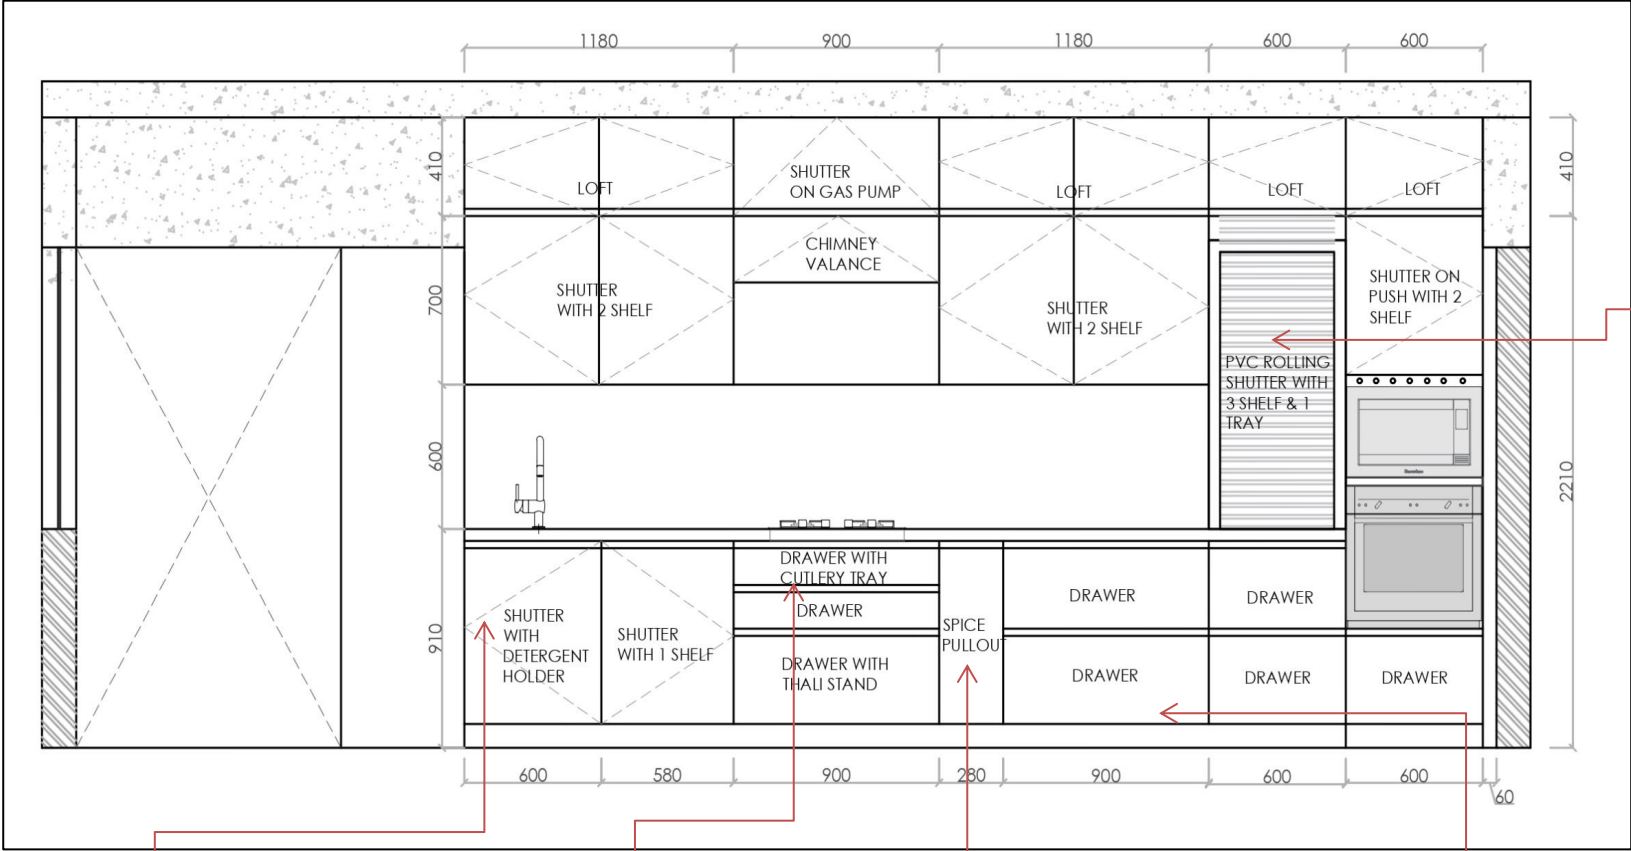 1180
900
1180
600
600
410
LOFT
SHUTTER
ON GAS PUMP
LOFT
LOFT
LOFT
410
700
SHUTTER
WITH 2 SHELF
CHIMNEY
VALANCE
SHUTTER
WITH 2 SHELF
PVC ROLLING
SHUTTER WITH
3 SHELF & 1
TRAY
SHUTTER ON
PUSH WITH 2
SHELF
600
2210
910
SHUTTER
WITH
DETERGENT
HOLDER
SHUTTER
WITH 1 SHELF
DRAWER WITH
CUTLERY TRAY
DRAWER
DRAWER WITH
THALI STAND
SPICE
PULLOUT
DRAWER
DRAWER
DRAWER
DRAWER
DRAWER
600
580
900
280
900
600
600
60